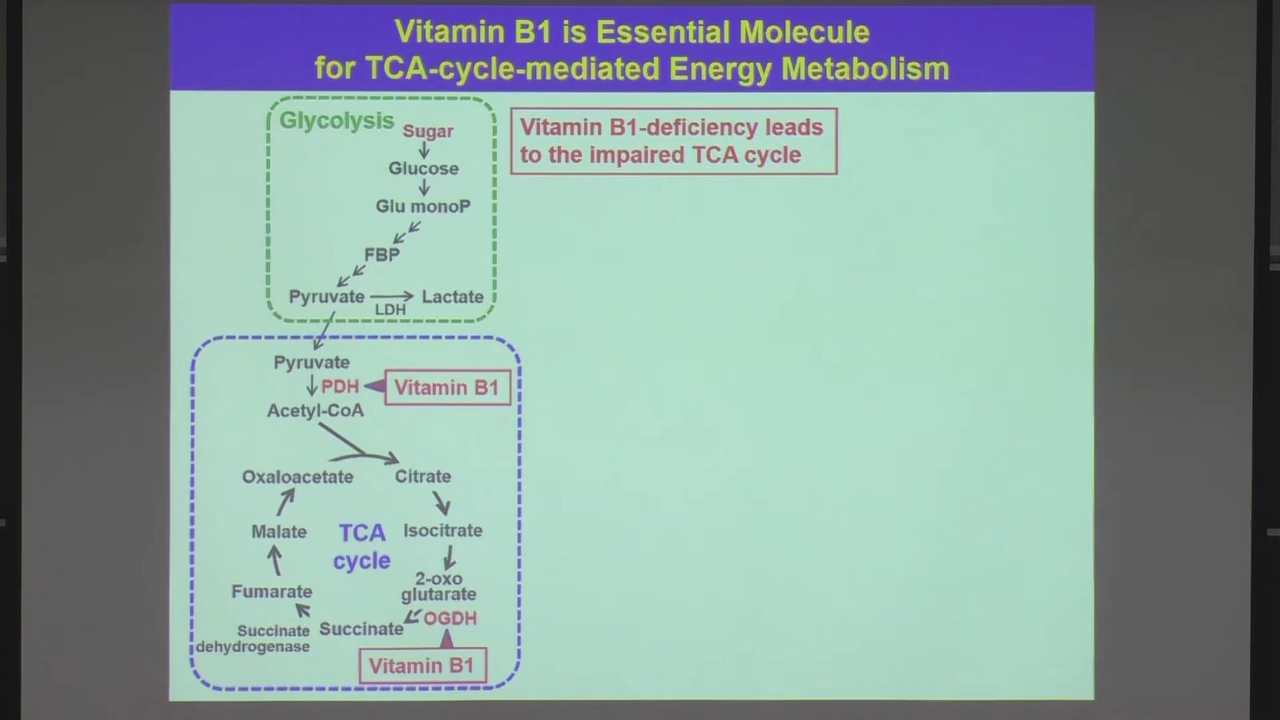 Vitamin B1 is Essential Molecule
for TCA-cycle-mediated Energy Metabolism
Glycolysis
Sugar
Glucose
Glu monoP
FBP
Pyruvate
LDH
Lactate
Vitamin B1-deficiency leads
to the impaired TCA cycle
Pyruvate
PDH
Vitamin B1
Acetyl-CoA
Oxaloacetate
Citrate
Malate
TCA
cycle
Isocitrate
Fumarate
2-oxo
glutarate
OGDH
Succinate
Succinate
dehydrogenase
Vitamin B1